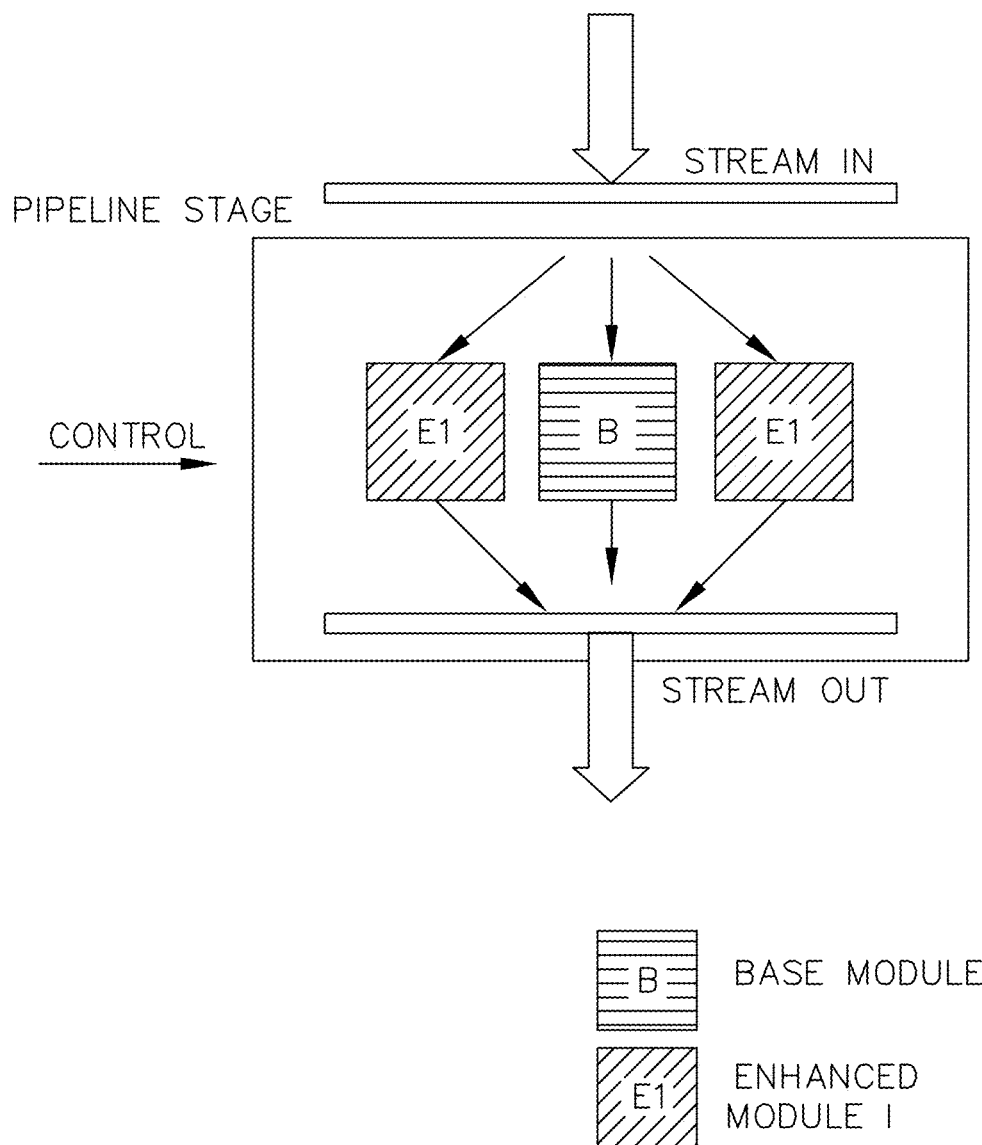 STREAM IN
PIPELINE STAGE
E1
B
E1
CONTROL
STREAM OUT
B
BASE MODULE
E1
ENHANCED
MODULE I